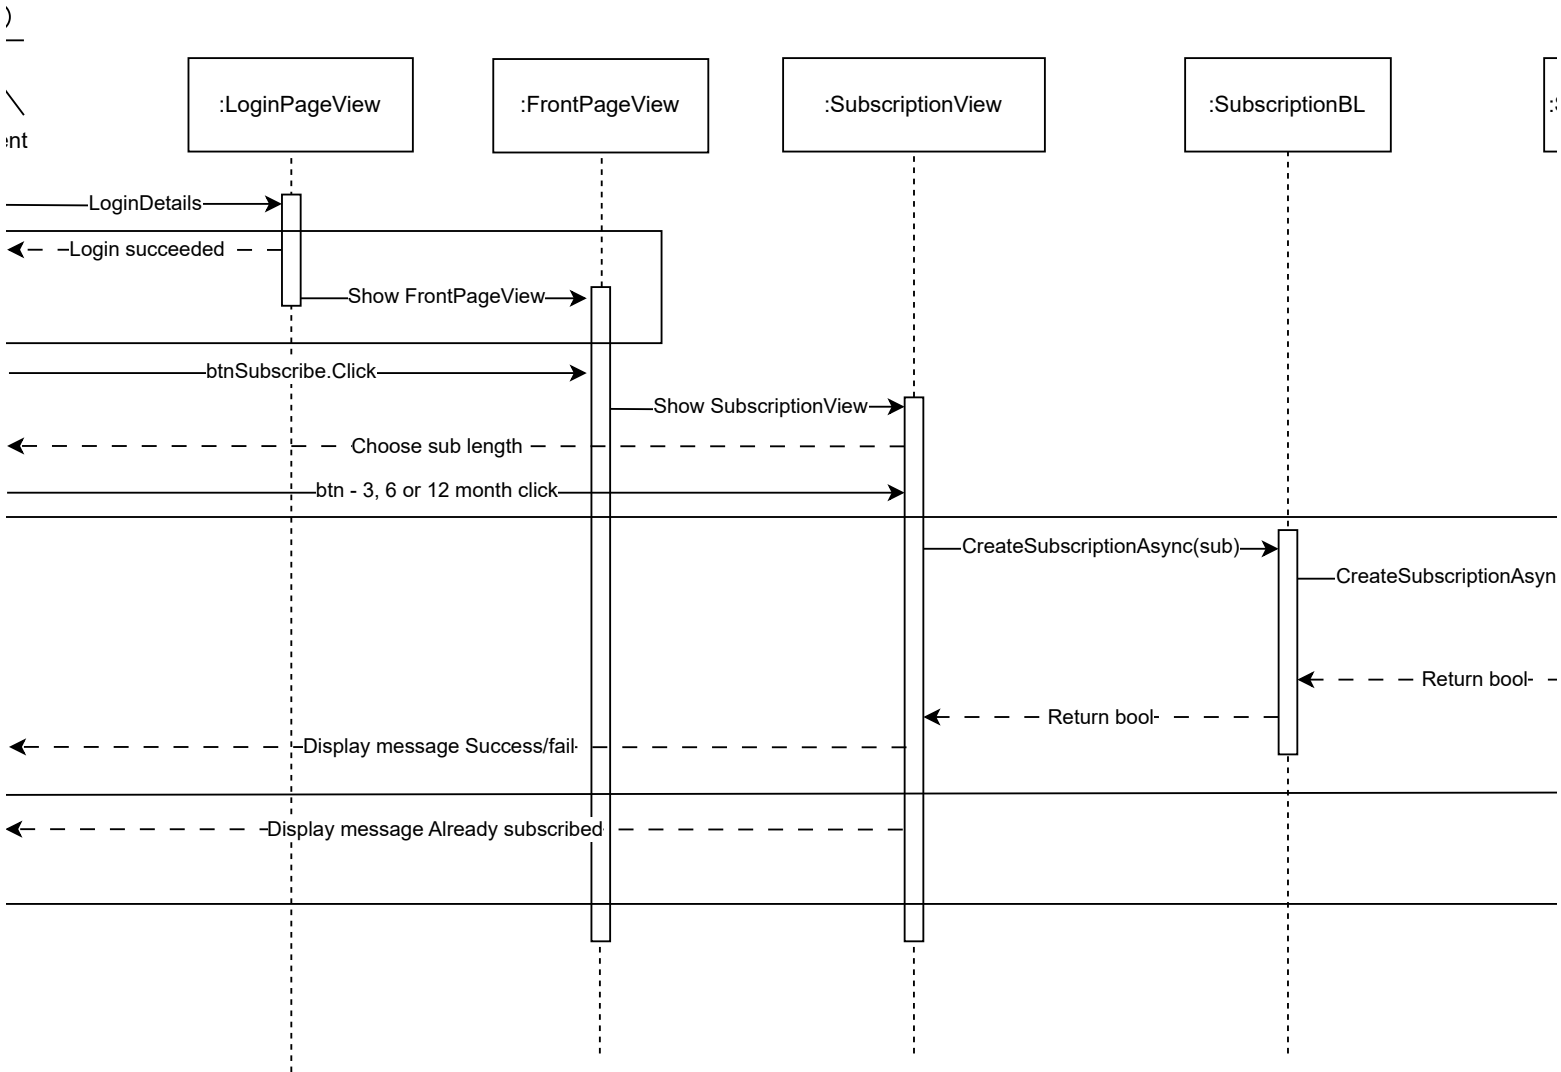 :LoginPageView
:FrontPageView
:SubscriptionView
:SubscriptionBL
LoginDetails
Login succeeded
Show FrontPageView
btnSubscribe.Click
Show SubscriptionView
Choose sub length
btn - 3, 6 or 12 month click
CreateSubscriptionAsync(sub)
CreateSubscriptionAsyn
Return bool
Return bool
Display message Success/fail
Display message Already subscribed